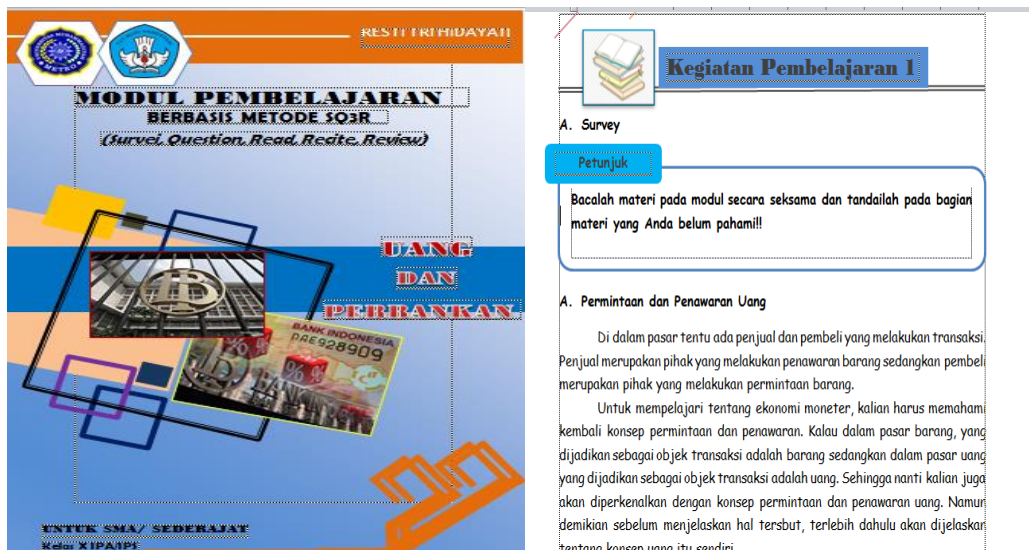 RESTI TRI HIDAYATI
MODUL PEMBELAJARAN
BERBASIS METODE SQ3R
(Survei, Question, Read, Recite, Review)
UANG
DAN
PERBANKAN
BANK INDONESIA
DAE928909
UNTUK SMA/ SEDERAJAT
Kelas X IPA/IPS
Kegiatan Pembelajaran 1
A. Survey
Petunjuk
Bacalah materi pada modul secara seksama dan tandailah pada bagian
materi yang Anda belum pahami!!
A. Permintaan dan Penawaran Uang
Di dalam pasar tentu ada penjual dan pembeli yang melakukan transaksi.
Penjual merupakan pihak yang melakukan penawaran barang sedangkan pembeli
merupakan pihak yang melakukan permintaan barang.
Untuk mempelajari tentang ekonomi moneter, kalian harus memahami
kembali konsep permintaan dan penawaran. Kalau dalam pasar barang, yang
dijadikan sebagai objek transaksi adalah barang sedangkan dalam pasar uang
yang dijadikan sebagai objek transaksi adalah uang. Sehingga nanti kalian juga
akan diperkenalkan dengan konsep permintaan dan penawaran uang. Namun
demikian sebelum menjelaskan hal tersbut, terlebih dahulu akan dijelaskan
tentang konsep uang itu sendiri.